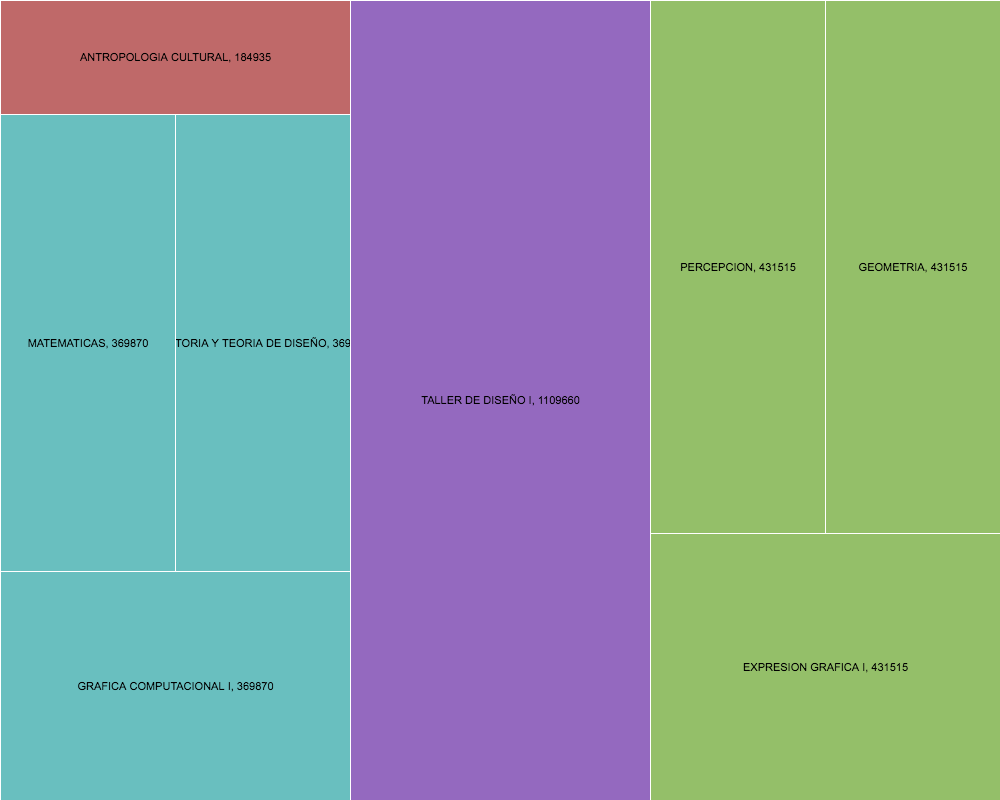 ANTROPOLOGIA CULTURAL, 184935
MATEMATICAS, 369870
TORIA Y TEORIA DE DISEÑO, 369
GRAFICA COMPUTACIONAL I, 369870
TALLER DE DISEÑO I, 1109660
PERCEPCION, 431515
GEOMETRIA, 431515
EXPRESION GRAFICA I, 431515